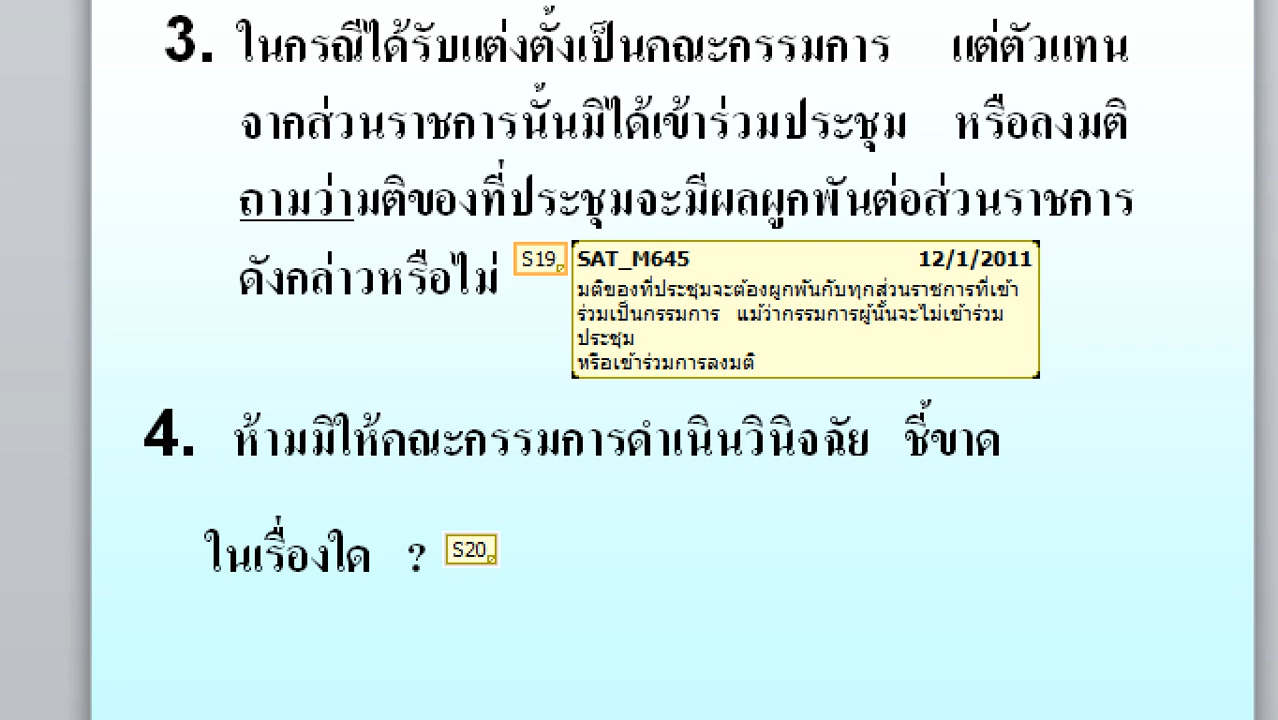 3. ในกรณีได้รับแต่งตั้งเป็นคณะกรรมการ แต่ตัวแทน
จากส่วนราชการนั้นมิได้เข้าร่วมประชุม หรือลงมติ
ถามว่ามติของที่ประชุมจะมีผลผูกพันต่อส่วนราชการ
ดังกล่าวหรือไม่ S19
SAT_M645 12/1/2011
มติของที่ประชุมจะต้องผูกพันกับทุกส่วนราชการที่เข้า
ร่วมเป็นกรรมการ แม้ว่ากรรมการผู้นั้นจะไม่เข้าร่วม
ประชุม
หรือเข้าร่วมการลงมติ
4. ห้ามมิให้คณะกรรมการดำเนินวินิจฉัย ชี้ขาด
ในเรื่องใด ? S20